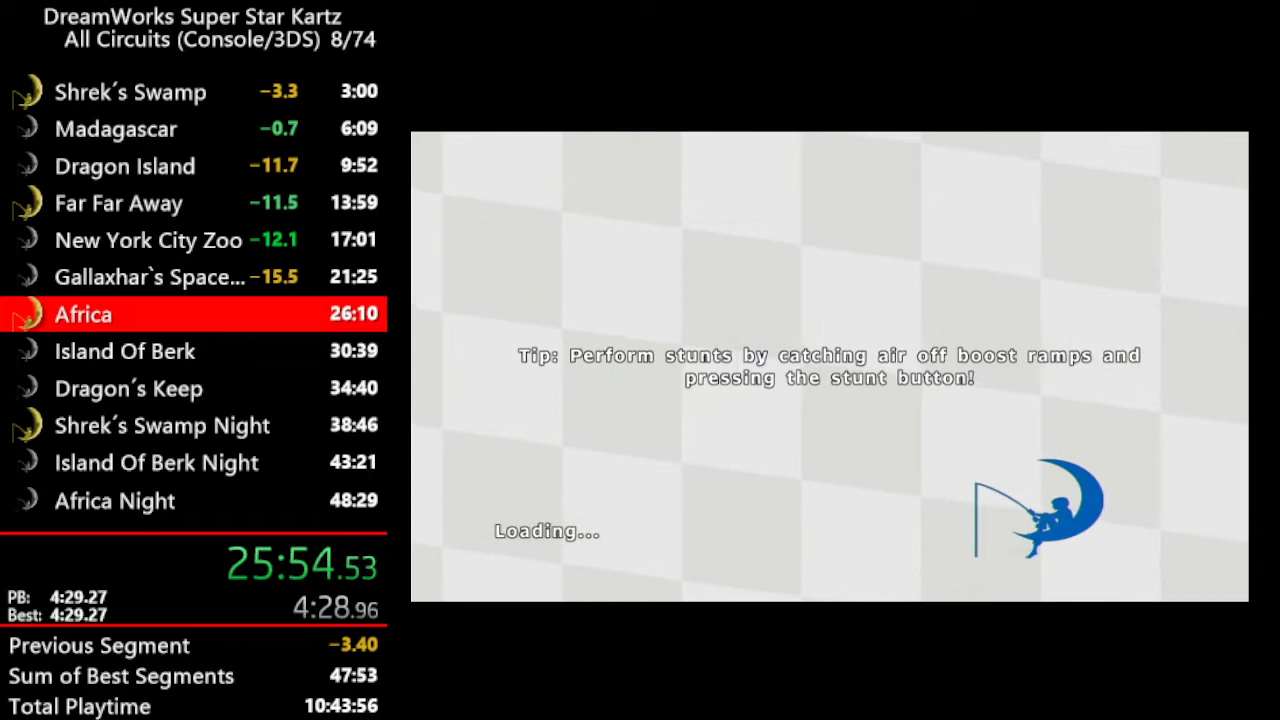 DreamWorks Super Star Kartz
All Circuits (Console/3DS) 8/74
Shrek´s Swamp −3.3 3:00
Madagascar −0.7 6:09
Dragon Island −11.7 9:52
Far Far Away −11.5 13:59
New York City Zoo −12.1 17:01
Gallaxhar`s Space... −15.5 21:25
Africa 26:10
Island Of Berk 30:39
Dragon´s Keep 34:40
Shrek´s Swamp Night 38:46
Island Of Berk Night 43:21
Africa Night 48:29
25:54.53
PB: 4:29.27
Best: 4:29.27
4:28.96
Previous Segment −3.40
Sum of Best Segments 47:53
Total Playtime 10:43:56
Tip: Perform stunts by catching air off boost ramps and
pressing the stunt button!
Loading...